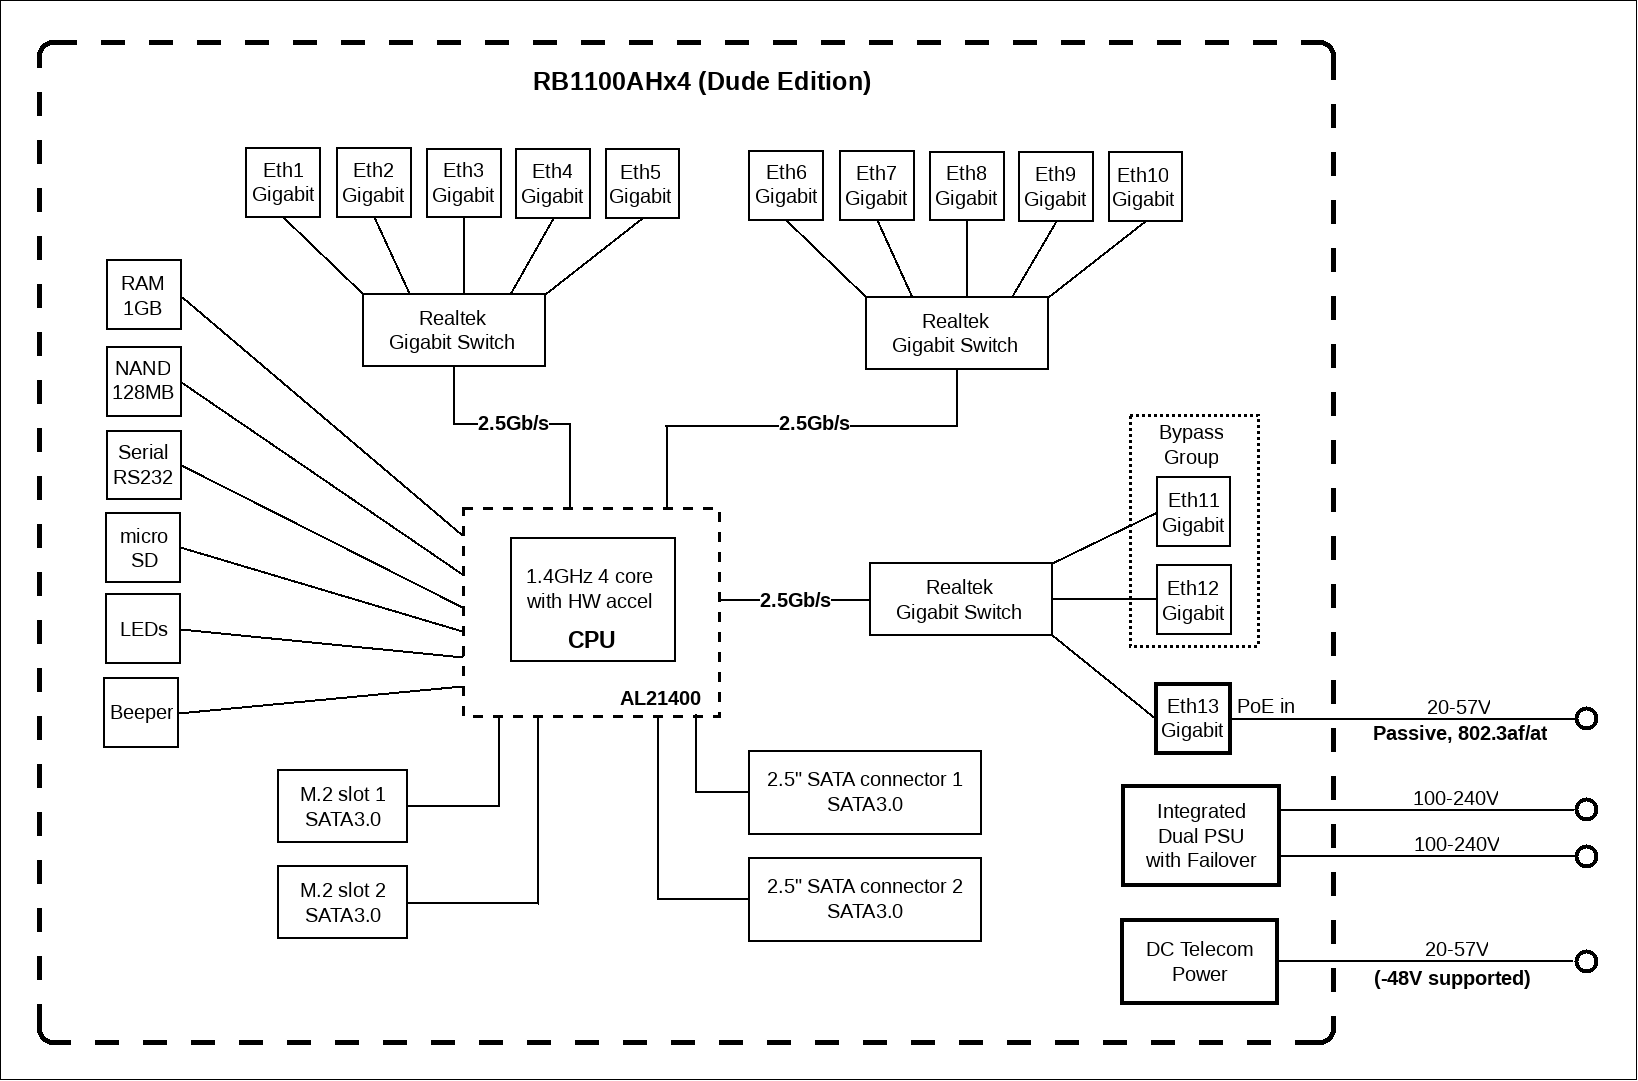 RB1100AHx4 (Dude Edition)
Eth1
Gigabit
Eth2
Gigabit
Eth3
Gigabit
Eth4
Gigabit
Eth5
Gigabit
Eth6
Gigabit
Eth7
Gigabit
Eth8
Gigabit
Eth9
Gigabit
Eth10
Gigabit
RAM
1GB
Realtek
Gigabit Switch
Realtek
Gigabit Switch
NAND
128MB
2.5Gb/s
2.5Gb/s
Serial
RS232
Bypass
Group
Eth11
Gigabit
micro
SD
1.4GHz 4 core
with HW accel
CPU
AL21400
2.5Gb/s
Realtek
Gigabit Switch
Eth12
Gigabit
LEDs
Beeper
Eth13
Gigabit
PoE in
20-57V
Passive, 802.3af/at
M.2 slot 1
SATA3.0
2.5" SATA connector 1
SATA3.0
Integrated
Dual PSU
with Failover
100-240V
100-240V
M.2 slot 2
SATA3.0
2.5" SATA connector 2
SATA3.0
DC Telecom
Power
20-57V
(-48V supported)